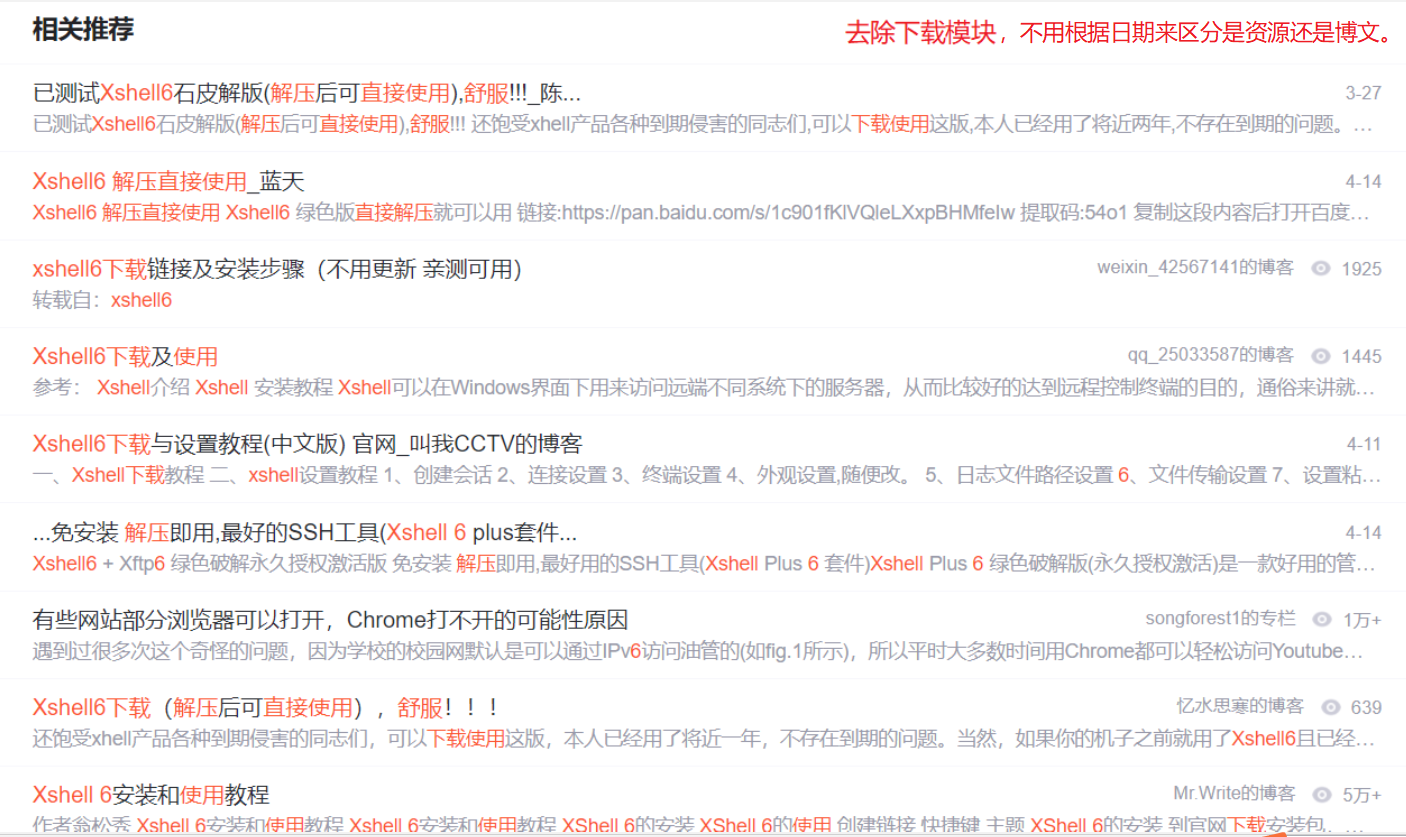 相关推荐 去除下载模块，不用根据日期来区分是资源还是博文。
已测试Xshell6石皮解版(解压后可直接使用),舒服!!!_陈... 3-27
已测试Xshell6石皮解版(解压后可直接使用),舒服!!! 还饱受xhell产品各种到期侵害的同志们,可以下载使用这版,本人已经用了将近两年,不存在到期的问题。…
Xshell6 解压直接使用_蓝天 4-14
Xshell6 解压直接使用 Xshell6 绿色版直接解压就可以用 链接:https://pan.baidu.com/s/1c901fKlVQleLXxpBHMfeIw 提取码:54o1 复制这段内容后打开百度…
xshell6下载链接及安装步骤（不用更新 亲测可用） weixin_42567141的博客 1925
转载自：xshell6
Xshell6下载及使用 qq_25033587的博客 1445
参考： Xshell介绍 Xshell 安装教程 Xshell可以在Windows界面下用来访问远端不同系统下的服务器，从而比较好的达到远程控制终端的目的，通俗来讲就…
Xshell6下载与设置教程(中文版) 官网_叫我CCTV的博客 4-11
一、Xshell下载教程 二、xshell设置教程 1、创建会话 2、连接设置 3、终端设置 4、外观设置,随便改。 5、日志文件路径设置 6、文件传输设置 7、设置粘…
...免安装 解压即用,最好的SSH工具(Xshell 6 plus套件... 4-14
Xshell6 + Xftp6 绿色破解永久授权激活版 免安装 解压即用,最好用的SSH工具(Xshell Plus 6 套件)Xshell Plus 6 绿色破解版(永久授权激活)是一款好用的管…
有些网站部分浏览器可以打开，Chrome打不开的可能性原因 songforest1的专栏 1万+
遇到过很多次这个奇怪的问题，因为学校的校园网默认是可以通过IPv6访问油管的(如fig.1所示)，所以平时大多数时间用Chrome都可以轻松访问Youtube…
Xshell6下载（解压后可直接使用），舒服！！！ 忆水思寒的博客 639
还饱受xhell产品各种到期侵害的同志们，可以下载使用这版，本人已经用了将近一年，不存在到期的问题。当然，如果你的机子之前就用了Xshell6且已经…
Xshell 6安装和使用教程 Mr.Write的博客 5万+
作者翁松秀 Xshell 6安装和使用教程 Xshell 6安装和使用教程 XShell 6的安装 XShell 6的使用 创建链接 快捷键 主题 XShell 6的安装 到官网下载安装包，…